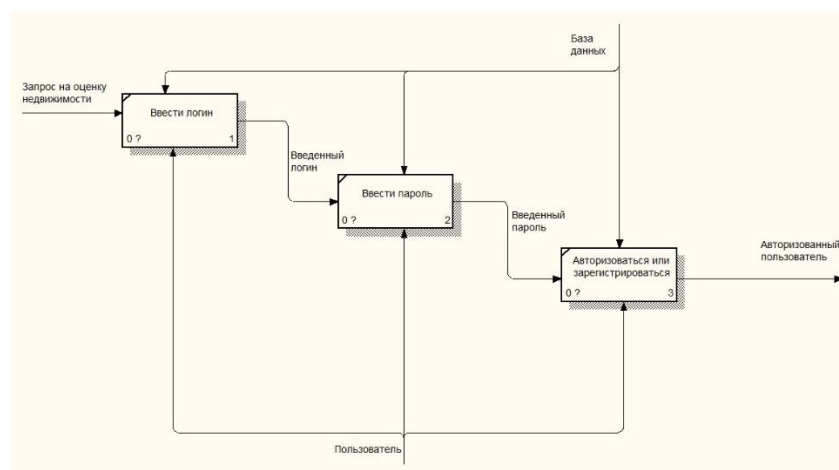 База
данных
Запрос на оценку
недвижимости
Ввести логин
0 ?
1
Введенный
логин
Ввести пароль
0 ?
2
Введенный
пароль
Авторизоваться или
зарегистрироваться
0 ?
3
Авторизованный
пользователь
Пользователь